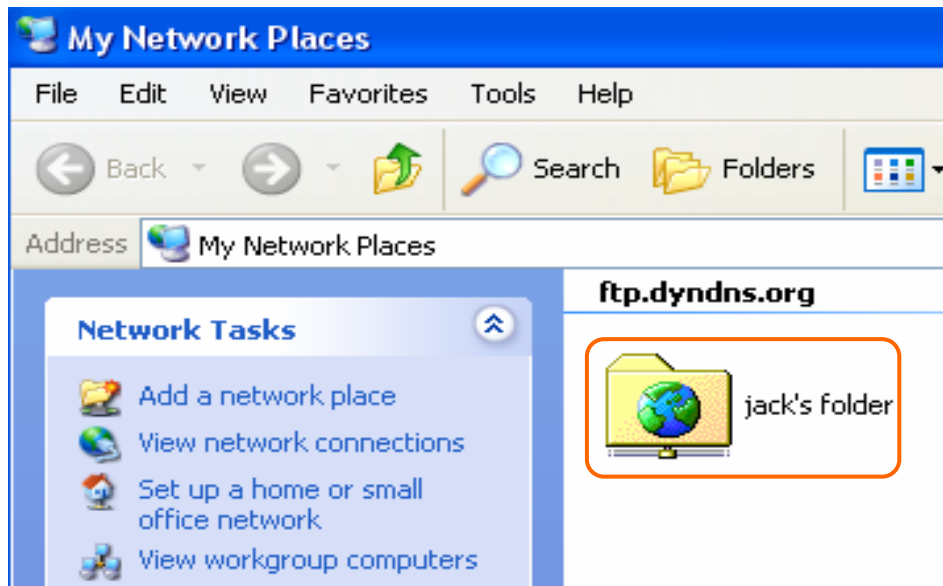 My Network Places
File Edit View Favorites Tools Help
Back Search Folders
Address My Network Places
Network Tasks
Add a network place
View network connections
Set up a home or small
office network
View workgroup computers
ftp.dyndns.org
jack's folder